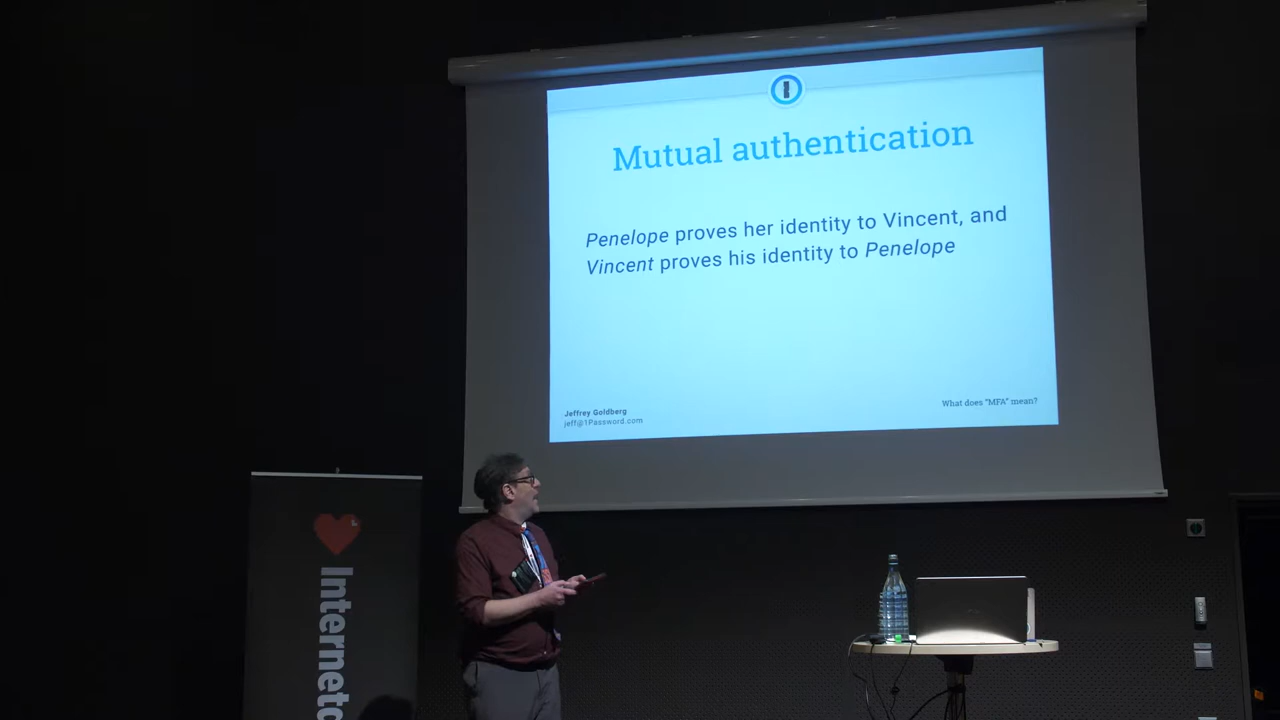 Mutual authentication
Penelope proves her identity to Vincent, and
Vincent proves his identity to Penelope
Jeffrey Goldberg
jeff@1Password.com
What does "MFA" mean?